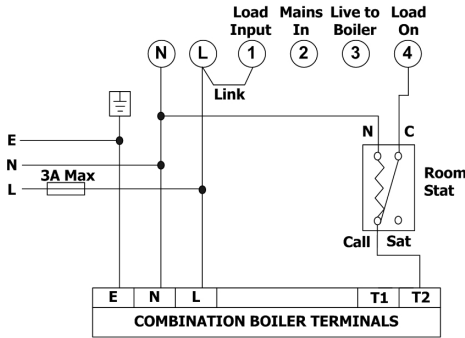 Load Mains Live to Load
Input In Boiler On
N L 1 2 3 4
Link
E
N C
N
3A Max
L
Room
Stat
Call Sat
E N L T1 T2
COMBINATION BOILER TERMINALS